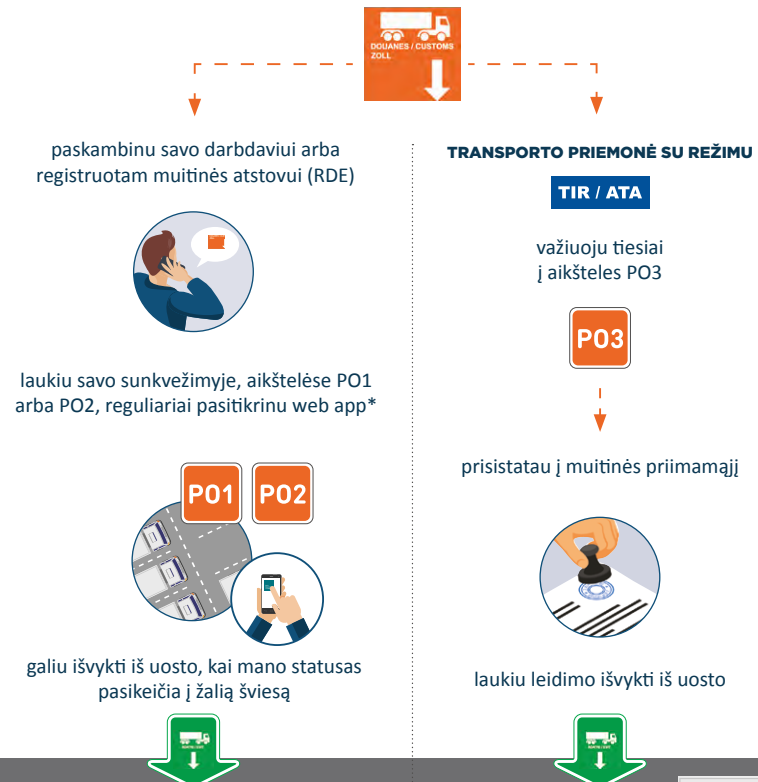 DOUANES / CUSTOMS
ZOLL
paskambinu savo darbdaviui arba
registruotam muitinės atstovui (RDE)
laukiu savo sunkvežimyje, aikštelėse PO1
arba PO2, reguliariai pasitikrinu web app*
PO1 PO2
galiu išvykti iš uosto, kai mano statusas
pasikeičia į žalią šviesą
TRANSPORTO PRIEMONĖ SU REŽIMU
TIR / ATA
važiuoju tiesiai
į aikšteles PO3
PO3
prisistatau į muitinės priimamąjį
laukiu leidimo išvykti iš uosto